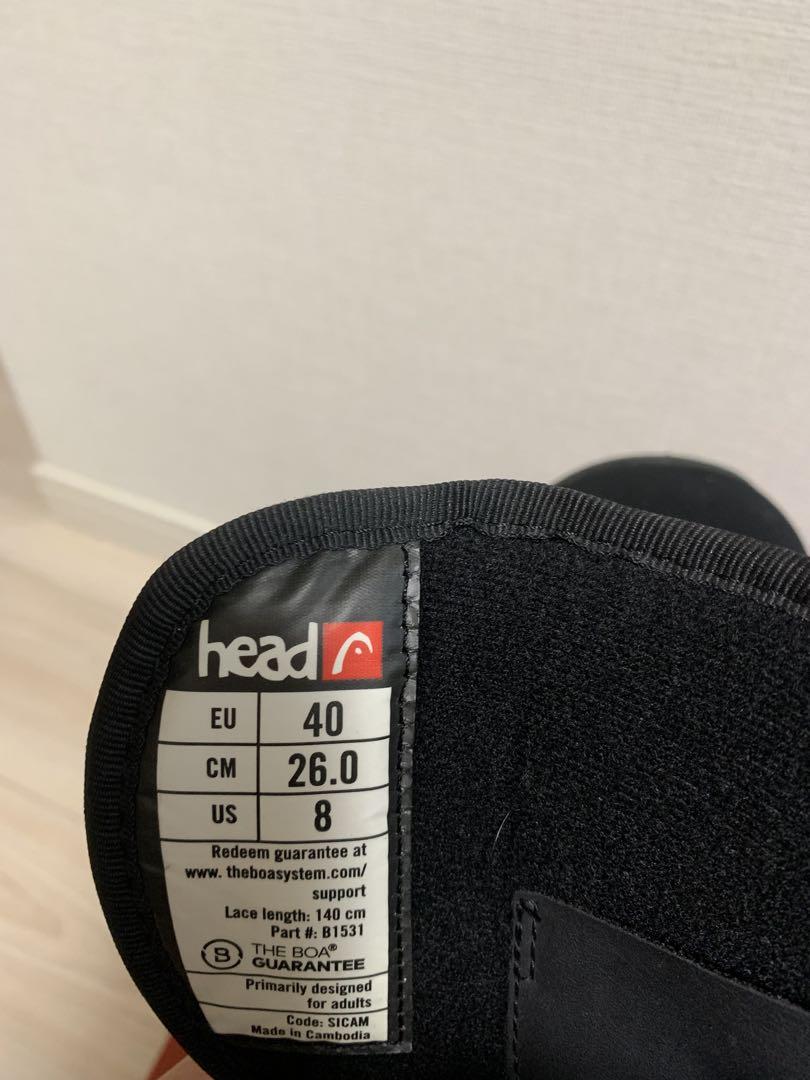 head
EU 40
CM 26.0
US 8
Redeem guarantee at
www. theboasystem.com/
support
Lace length: 140 cm
Part #: B1531
B THE BOA®
GUARANTEE
Primarily designed
for adults
Code: SICAM
Made in Cambodia